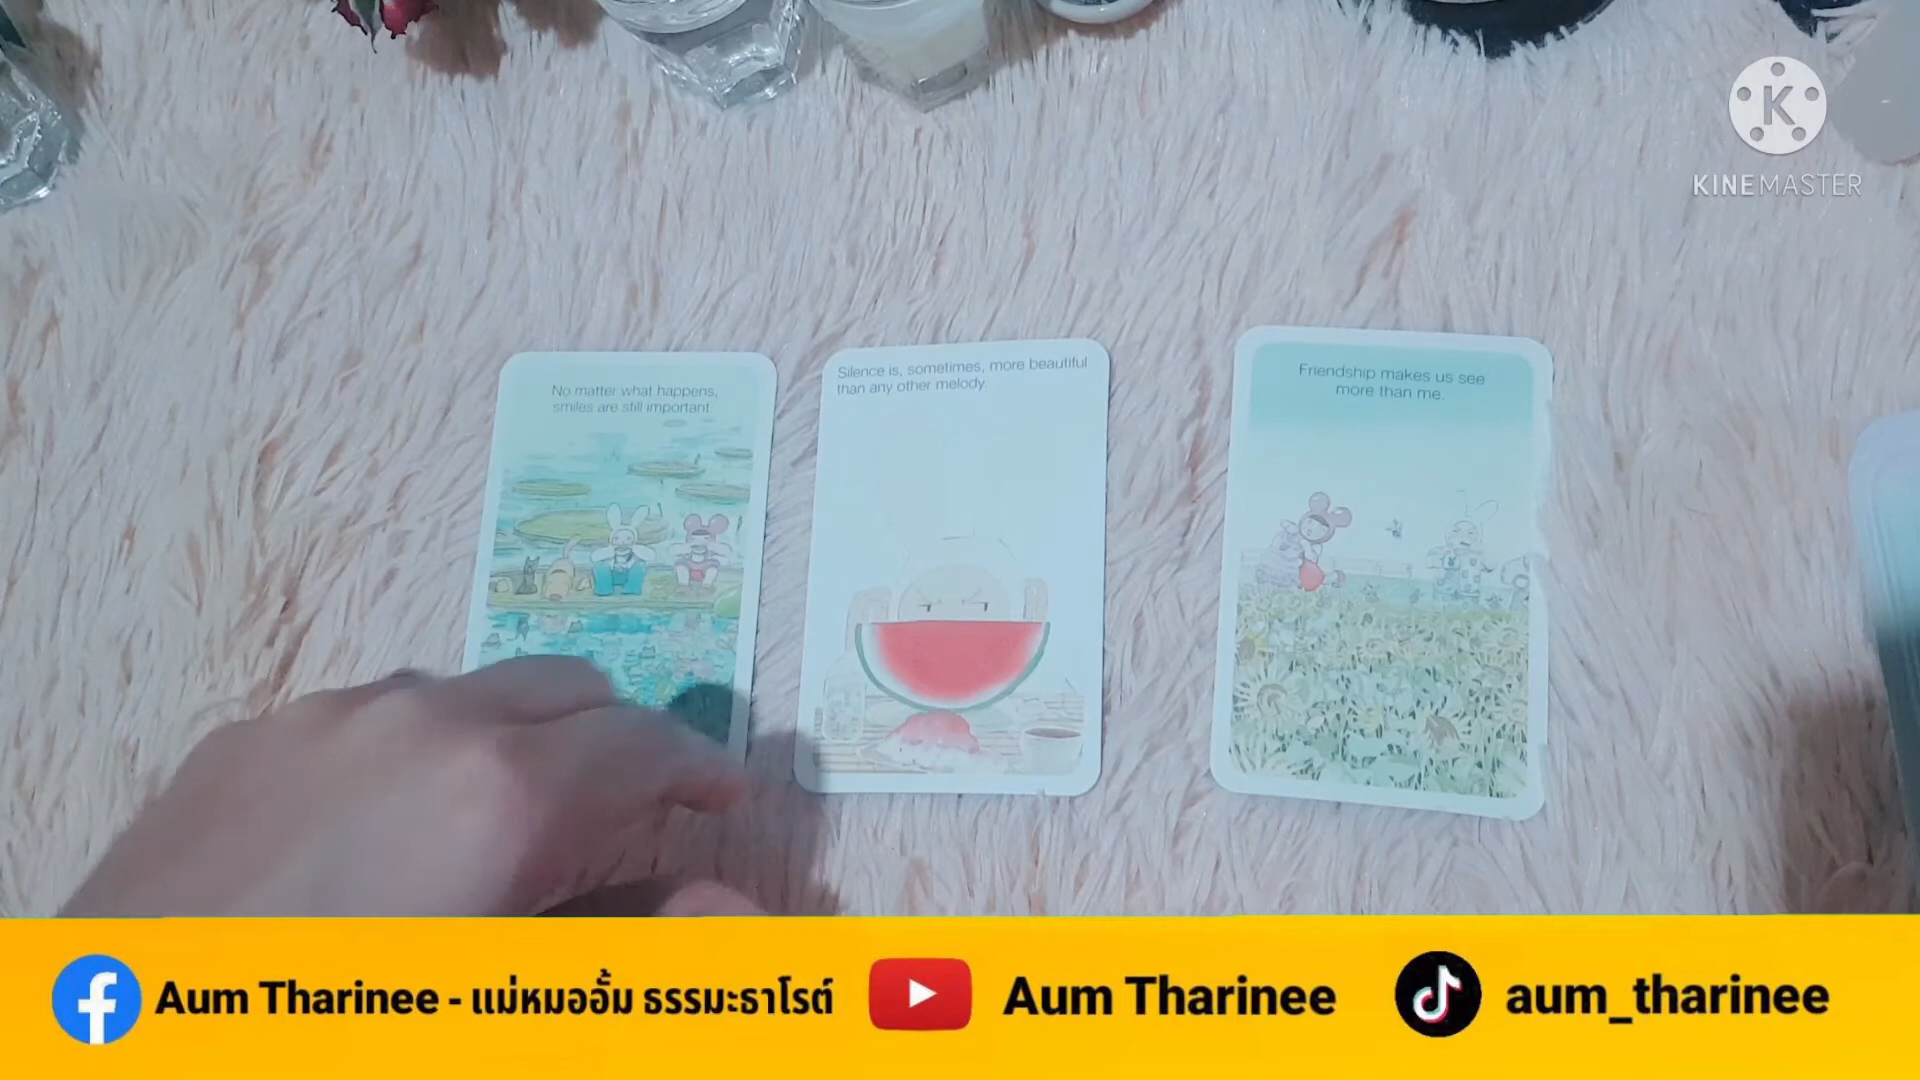 K
KINEMASTER
No matter what happens,
smiles are still important.
Silence is, sometimes, more beautiful
than any other melody.
Friendship makes us see
more than me.
Aum Tharinee - แม่หมออั้ม ธรรมะธาโรต์
Aum Tharinee
aum_tharinee